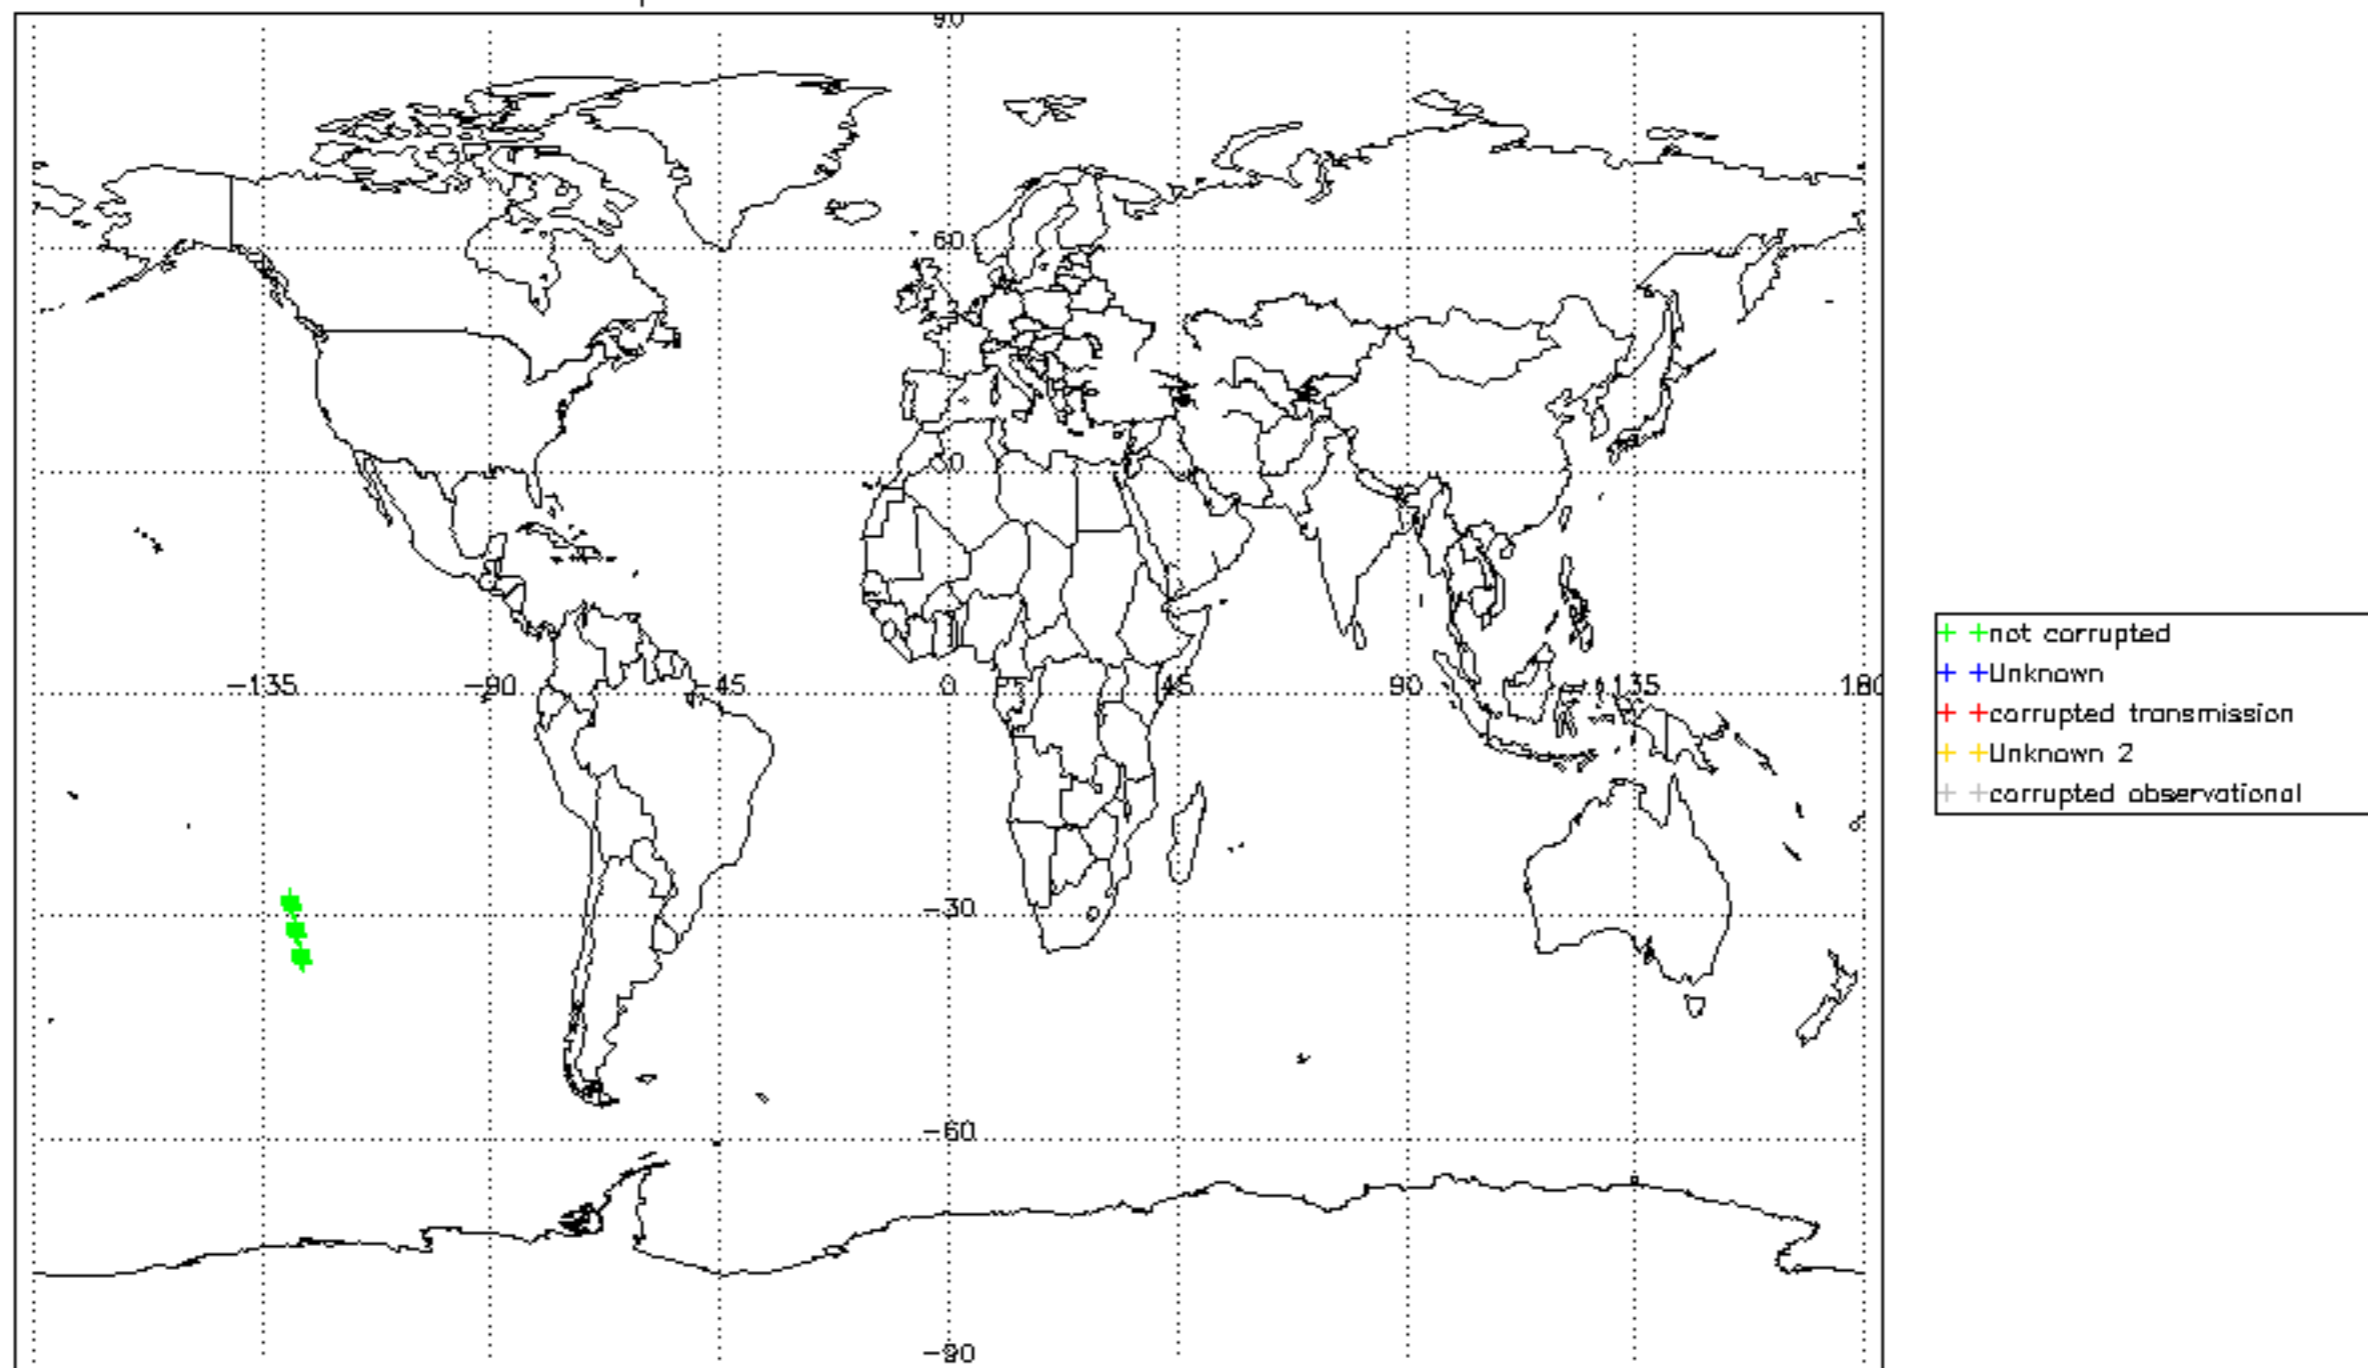 90
60
30
-135 -90 -45 0 45 90 135 180
-30
-60
-90
not corrupted
Unknown
corrupted transmission
Unknown 2
corrupted observational